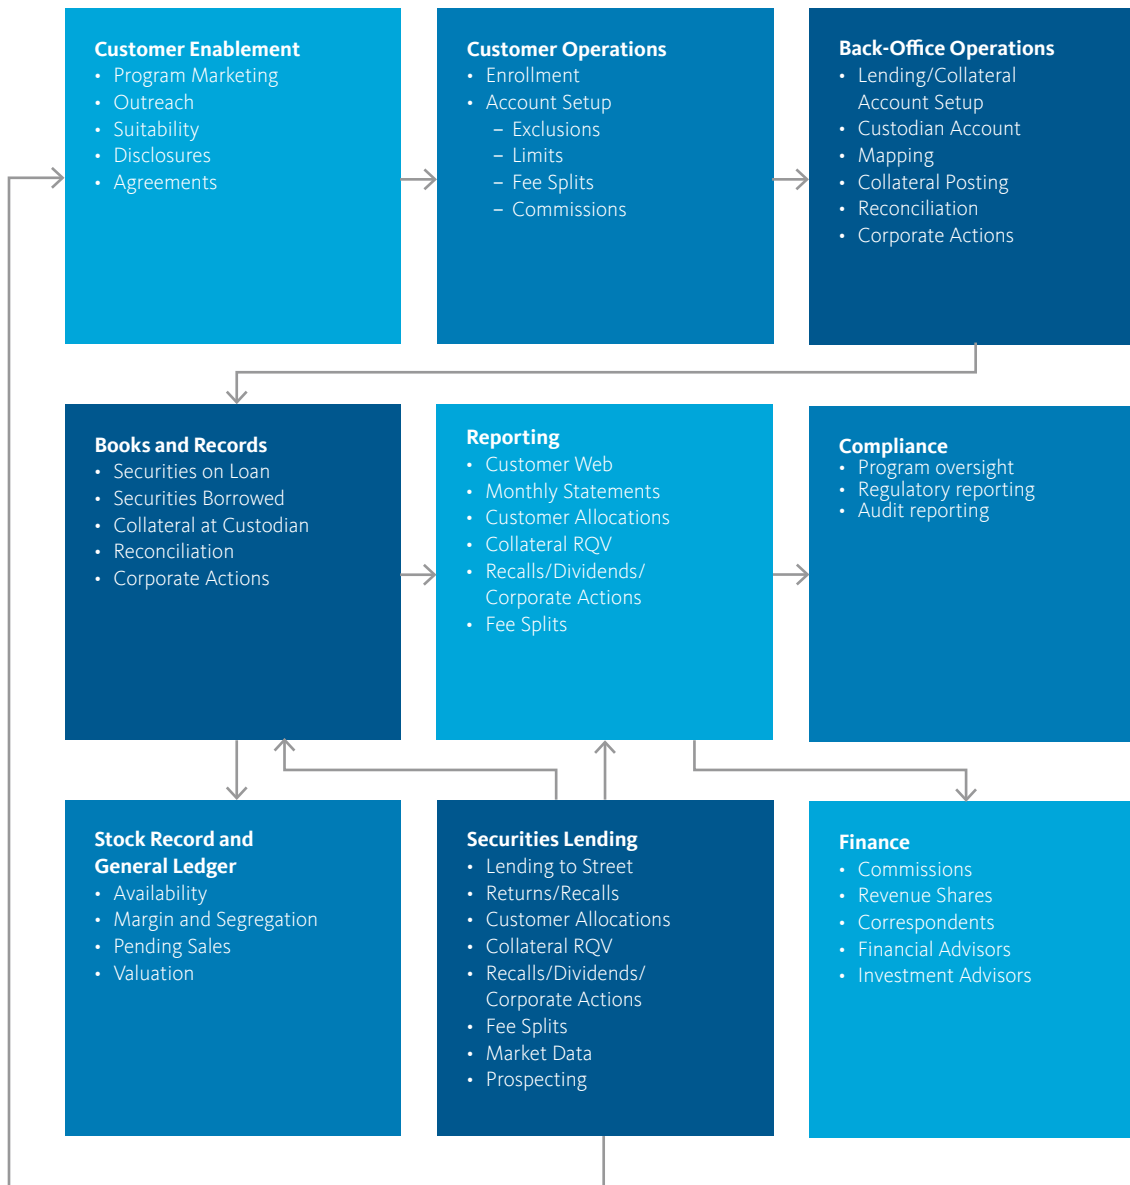 Customer Enablement
• Program Marketing
• Outreach
• Suitability
• Disclosures
• Agreements
Customer Operations
• Enrollment
• Account Setup
– Exclusions
– Limits
– Fee Splits
– Commissions
Back-Office Operations
• Lending/Collateral
Account Setup
• Custodian Account
• Mapping
• Collateral Posting
• Reconciliation
• Corporate Actions
Books and Records
• Securities on Loan
• Securities Borrowed
• Collateral at Custodian
• Reconciliation
• Corporate Actions
Reporting
• Customer Web
• Monthly Statements
• Customer Allocations
• Collateral RQV
• Recalls/Dividends/
Corporate Actions
• Fee Splits
Compliance
• Program oversight
• Regulatory reporting
• Audit reporting
Stock Record and
General Ledger
• Availability
• Margin and Segregation
• Pending Sales
• Valuation
Securities Lending
• Lending to Street
• Returns/Recalls
• Customer Allocations
• Collateral RQV
• Recalls/Dividends/
Corporate Actions
• Fee Splits
• Market Data
• Prospecting
Finance
• Commissions
• Revenue Shares
• Correspondents
• Financial Advisors
• Investment Advisors